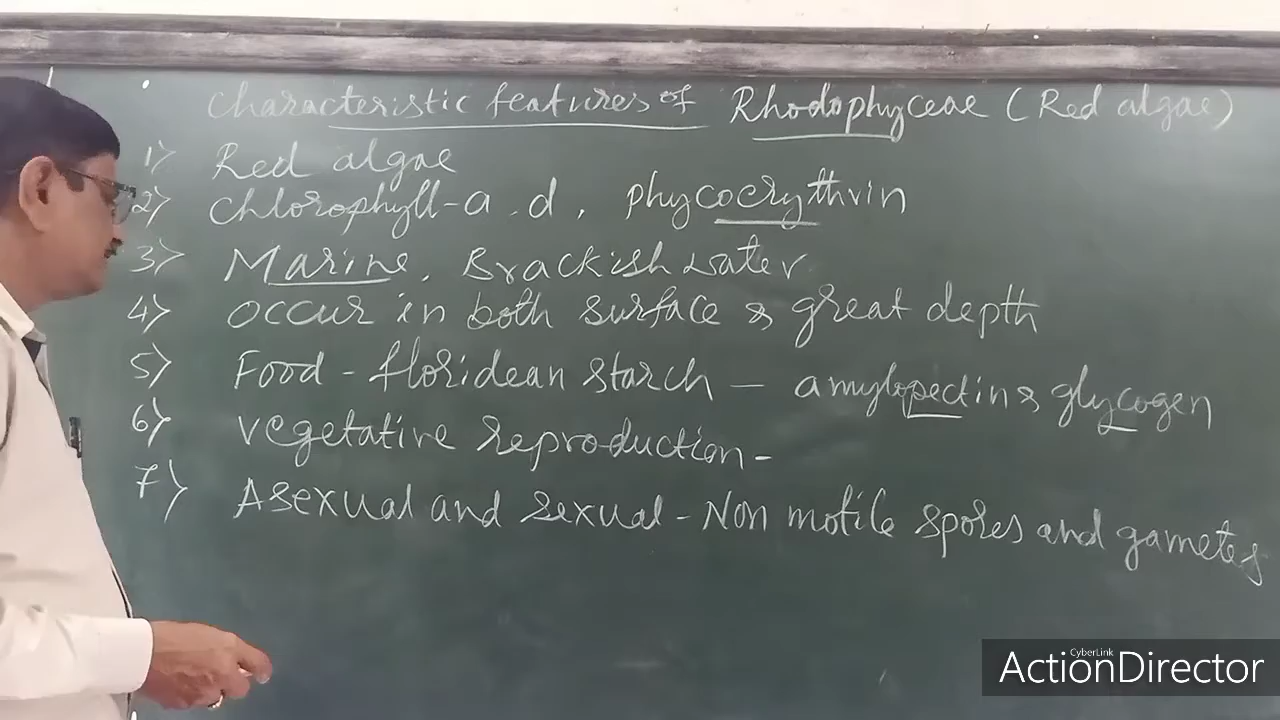 Characteristic features of Rhodophyceae (Red algae)
1) Red algae
2) Chlorophyll-a, d, phycoerythrin
3) Marine, Brackish water
4) Occur in both surface & great depth
5) Food - floridean starch - amylopectin & glycogen
6) Vegetative reproduction -
7) Asexual and sexual - Non motile spores and gametes
CyberLink
ActionDirector